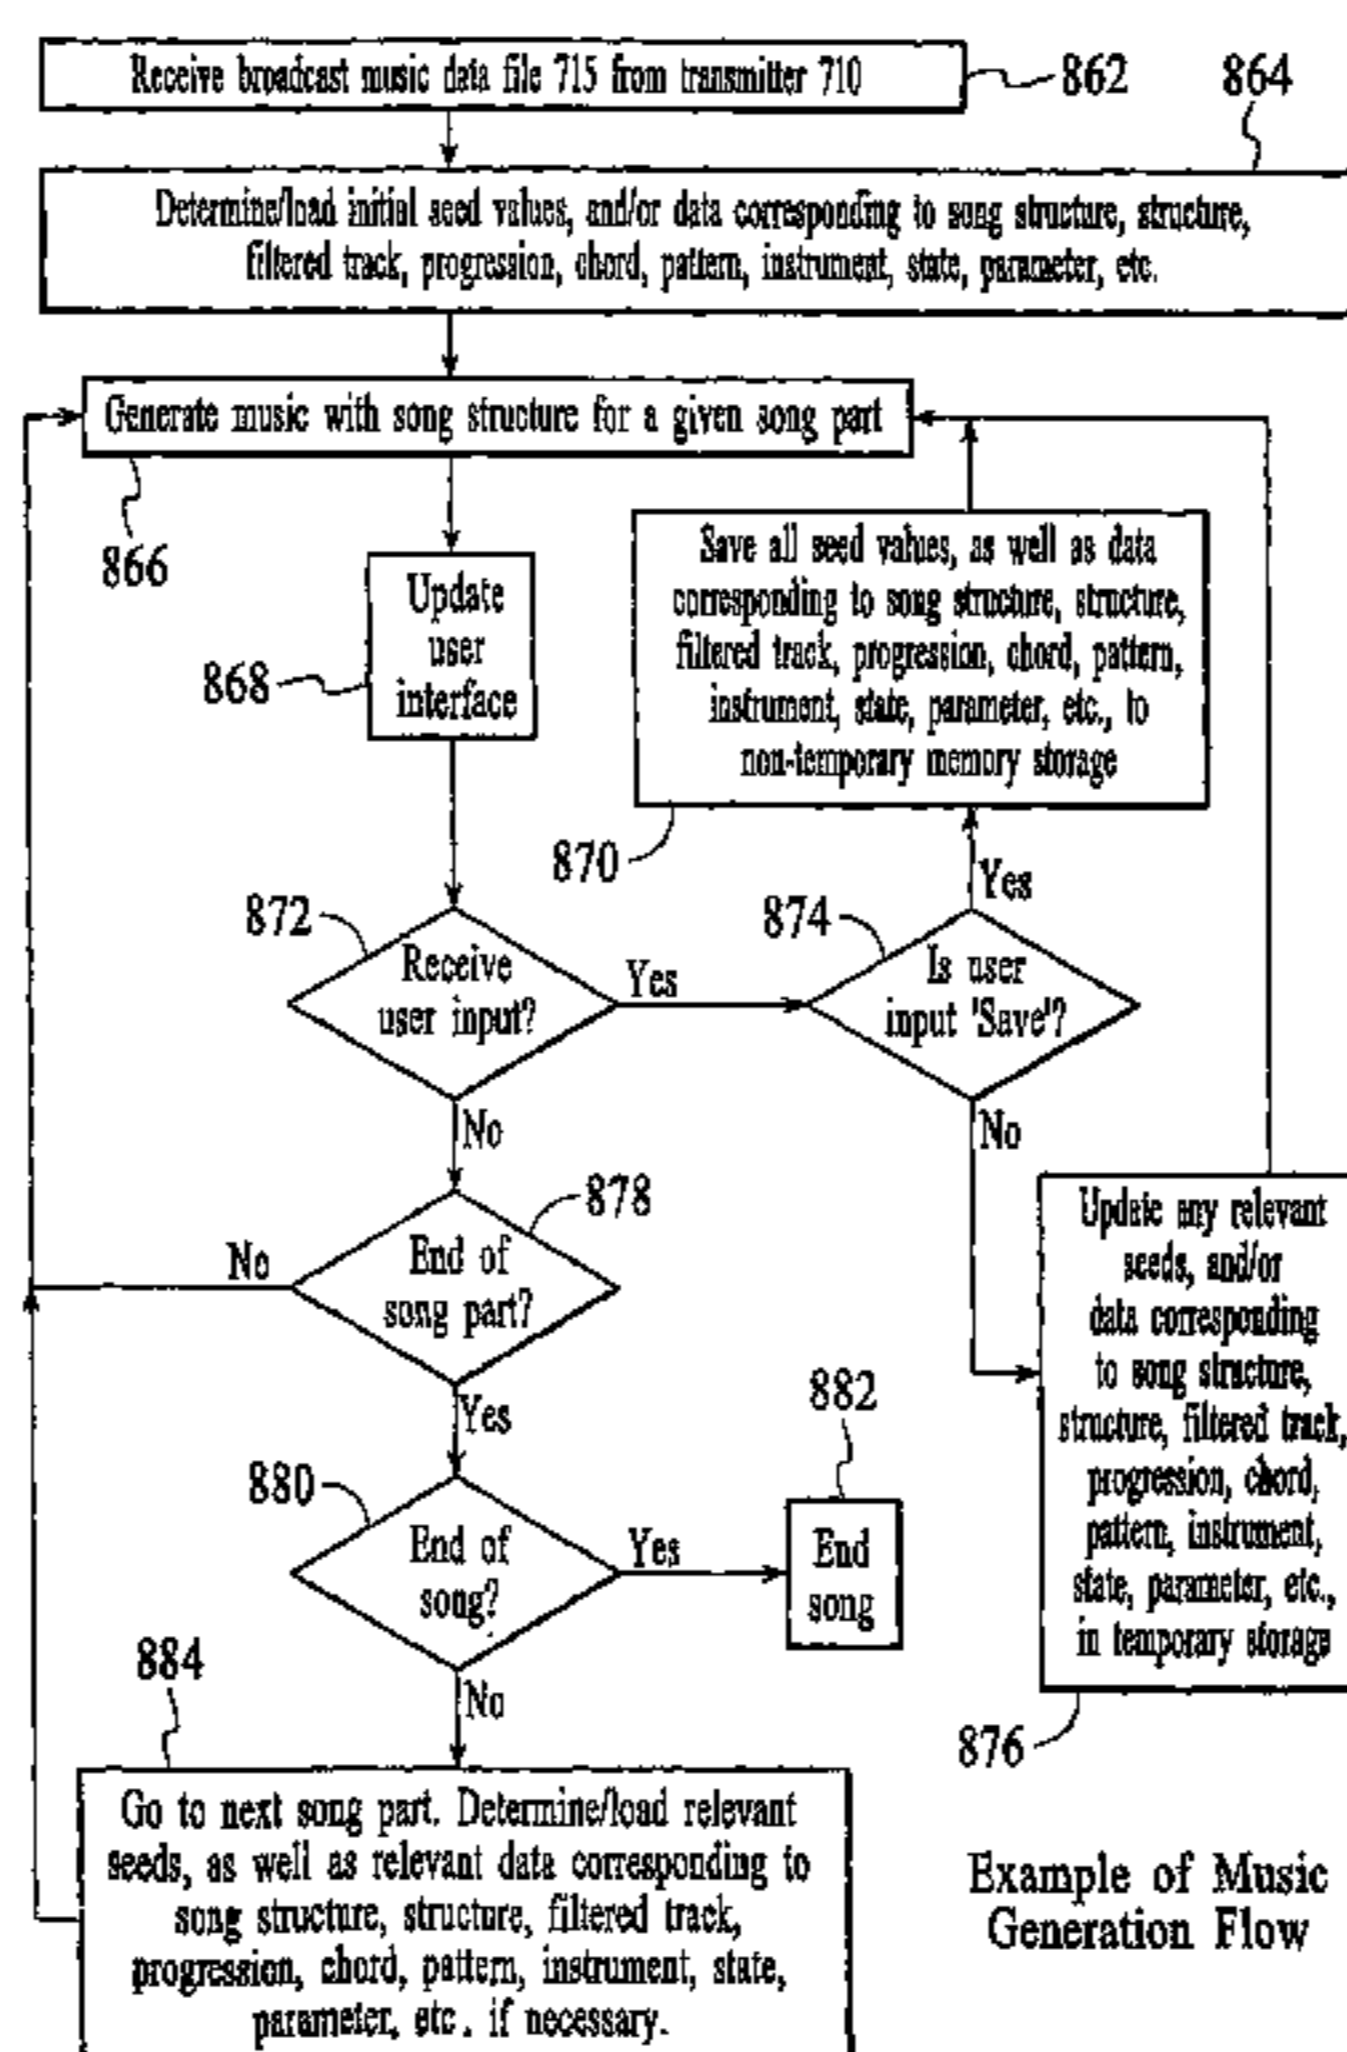 Receive broadcast music data file 715 from transmitter 710
862
864
Determine/load initial seed values, and/or data corresponding to song structure, structure,
filtered track, progression, chord, pattern, instrument, state, parameter, etc.
Generate music with song structure for a given song part
866
Update
user
interface
868
Save all seed values, as well as data
corresponding to song structure, structure,
filtered track, progression, chord, pattern,
instrument, state, parameter, etc., to
non-temporary memory storage
870
Yes
872
Receive
user input?
Yes
874
Is user
input 'Save'?
No
No
878
End of
song part?
No
Yes
Update any relevant
seeds, and/or
data corresponding
to song structure,
structure, filtered track,
progression, chord,
pattern, instrument,
state, parameter, etc.,
in temporary storage
876
880
End of
song?
Yes
882
End
song
No
884
Go to next song part. Determine/load relevant
seeds, as well as relevant data corresponding to
song structure, structure, filtered track,
progression, chord, pattern, instrument, state,
parameter, etc., if necessary.
Example of Music
Generation Flow